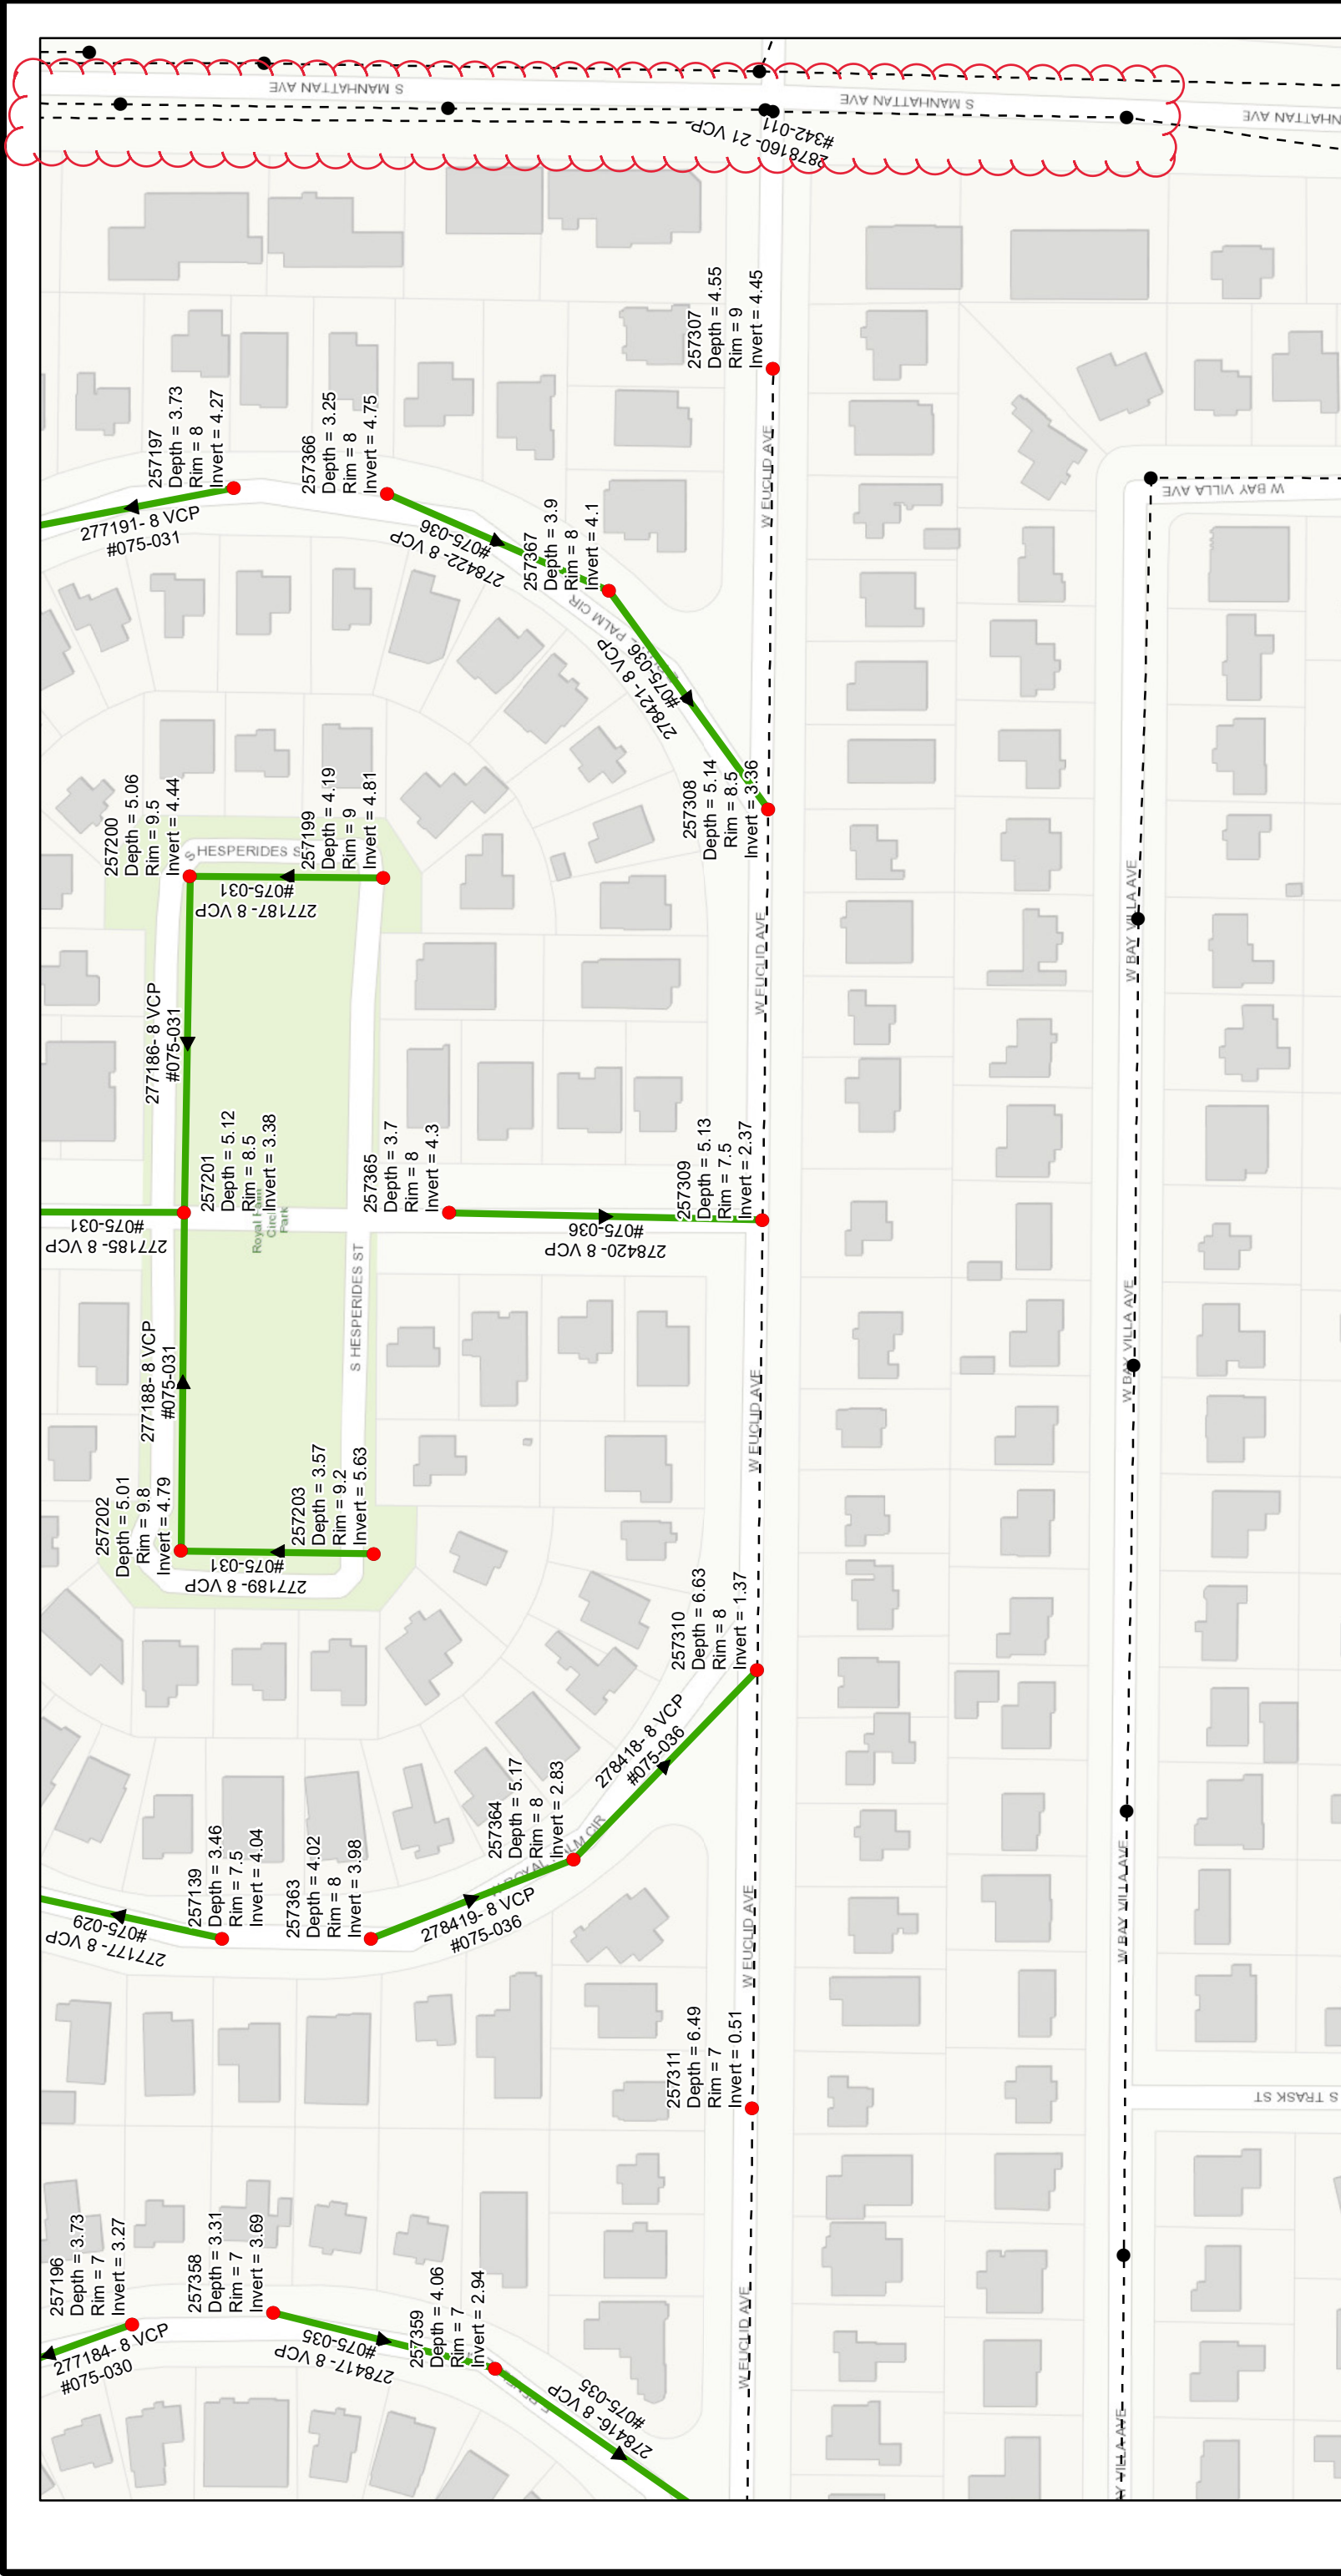 S MANHATTAN AVE
S MANHATTAN AVE
2878160- 21 VCP
#342-011
257307
Depth = 4.55
Rim = 9
Invert = 4.45
257197
Depth = 3.73
Rim = 8
Invert = 4.27
277191- 8 VCP
#075-031
257366
Depth = 3.25
Rim = 8
Invert = 4.75
278422- 8 VCP
#075-036
257367
Depth = 3.9
Rim = 8
Invert = 4.1
PALM CIR
278421- 8 VCP
#075-036
W EUCLID AVE
W BAY VILLA AVE
257308
Depth = 5.14
Rim = 8.5
Invert = 3.36
257200
Depth = 5.06
Rim = 9.5
Invert = 4.44
S HESPERIDES S
257199
Depth = 4.19
Rim = 9
Invert = 4.81
277187- 8 VCP
#075-031
W EUCLID AVE
W BAY VILLA AVE
277186- 8 VCP
#075-031
257201
Depth = 5.12
Rim = 8.5
Invert = 3.38
277185- 8 VCP
#075-031
Royal Palm
Circle
Park
257365
Depth = 3.7
Rim = 8
Invert = 4.3
278420- 8 VCP
#075-036
257309
Depth = 5.13
Rim = 7.5
Invert = 2.37
S HESPERIDES ST
277188- 8 VCP
#075-031
W EUCLID AVE
W BAY VILLA AVE
257202
Depth = 5.01
Rim = 9.8
Invert = 4.79
257203
Depth = 3.57
Rim = 9.2
Invert = 5.63
277189- 8 VCP
#075-031
257310
Depth = 6.63
Rim = 8
Invert = 1.37
278418- 8 VCP
#075-036
257364
Depth = 5.17
Rim = 8
Invert = 2.83
257139
Depth = 3.46
Rim = 7.5
Invert = 4.04
277177- 8 VCP
#075-029
257363
Depth = 4.02
Rim = 8
Invert = 3.98
278419- 8 VCP
#075-036
W EUCLID AVE
W BAY VILLA AVE
257311
Depth = 6.49
Rim = 7
Invert = 0.51
S TRASK ST
257196
Depth = 3.73
Rim = 7
Invert = 3.27
277184- 8 VCP
#075-030
257358
Depth = 3.31
Rim = 7
Invert = 3.69
278417- 8 VCP
#075-035
257359
Depth = 4.06
Rim = 7
Invert = 2.94
278416- 8 VCP
#075-035
W EUCLID AVE
AY VILLA AVE